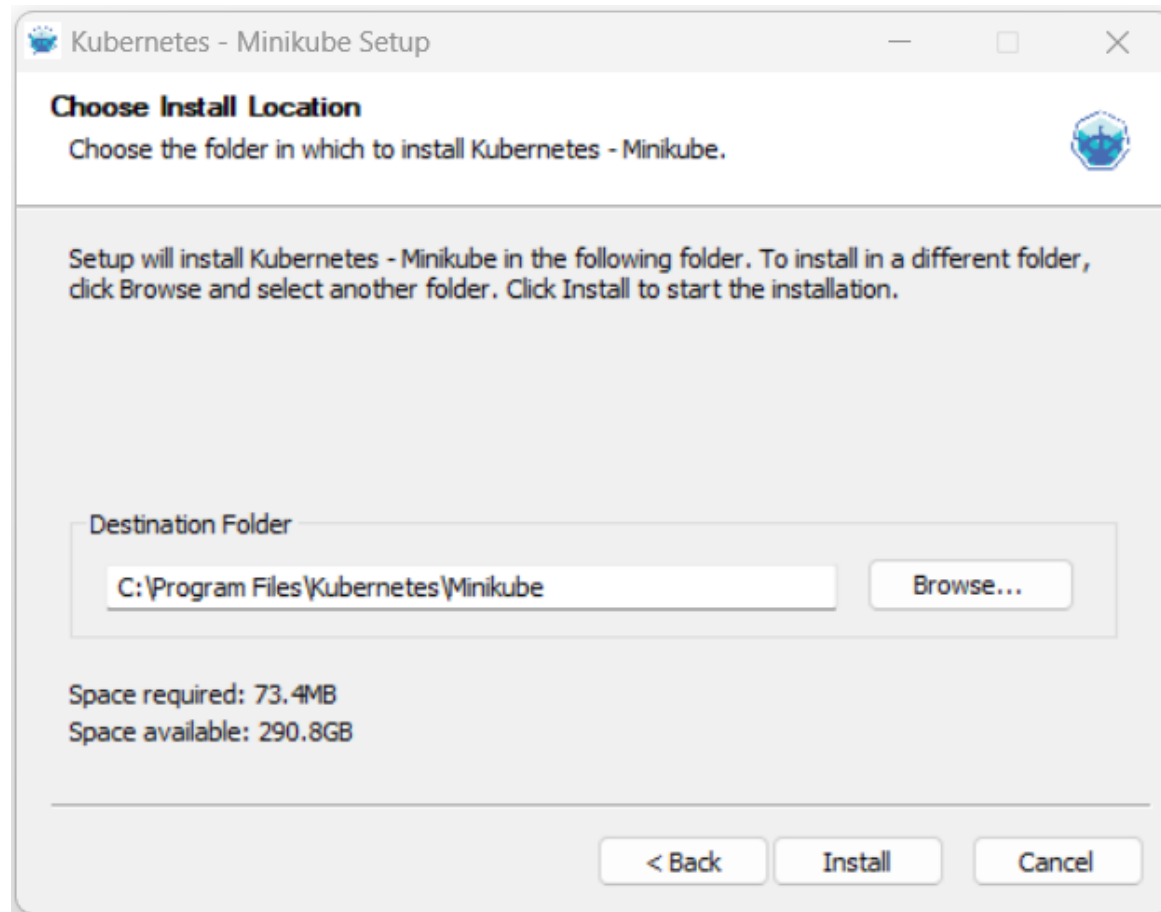 Kubernetes - Minikube Setup
Choose Install Location
Choose the folder in which to install Kubernetes - Minikube.
Setup will install Kubernetes - Minikube in the following folder. To install in a different folder,
click Browse and select another folder. Click Install to start the installation.
Destination Folder
C:\Program Files\Kubernetes\Minikube
Browse...
Space required: 73.4MB
Space available: 290.8GB
< Back
Install
Cancel